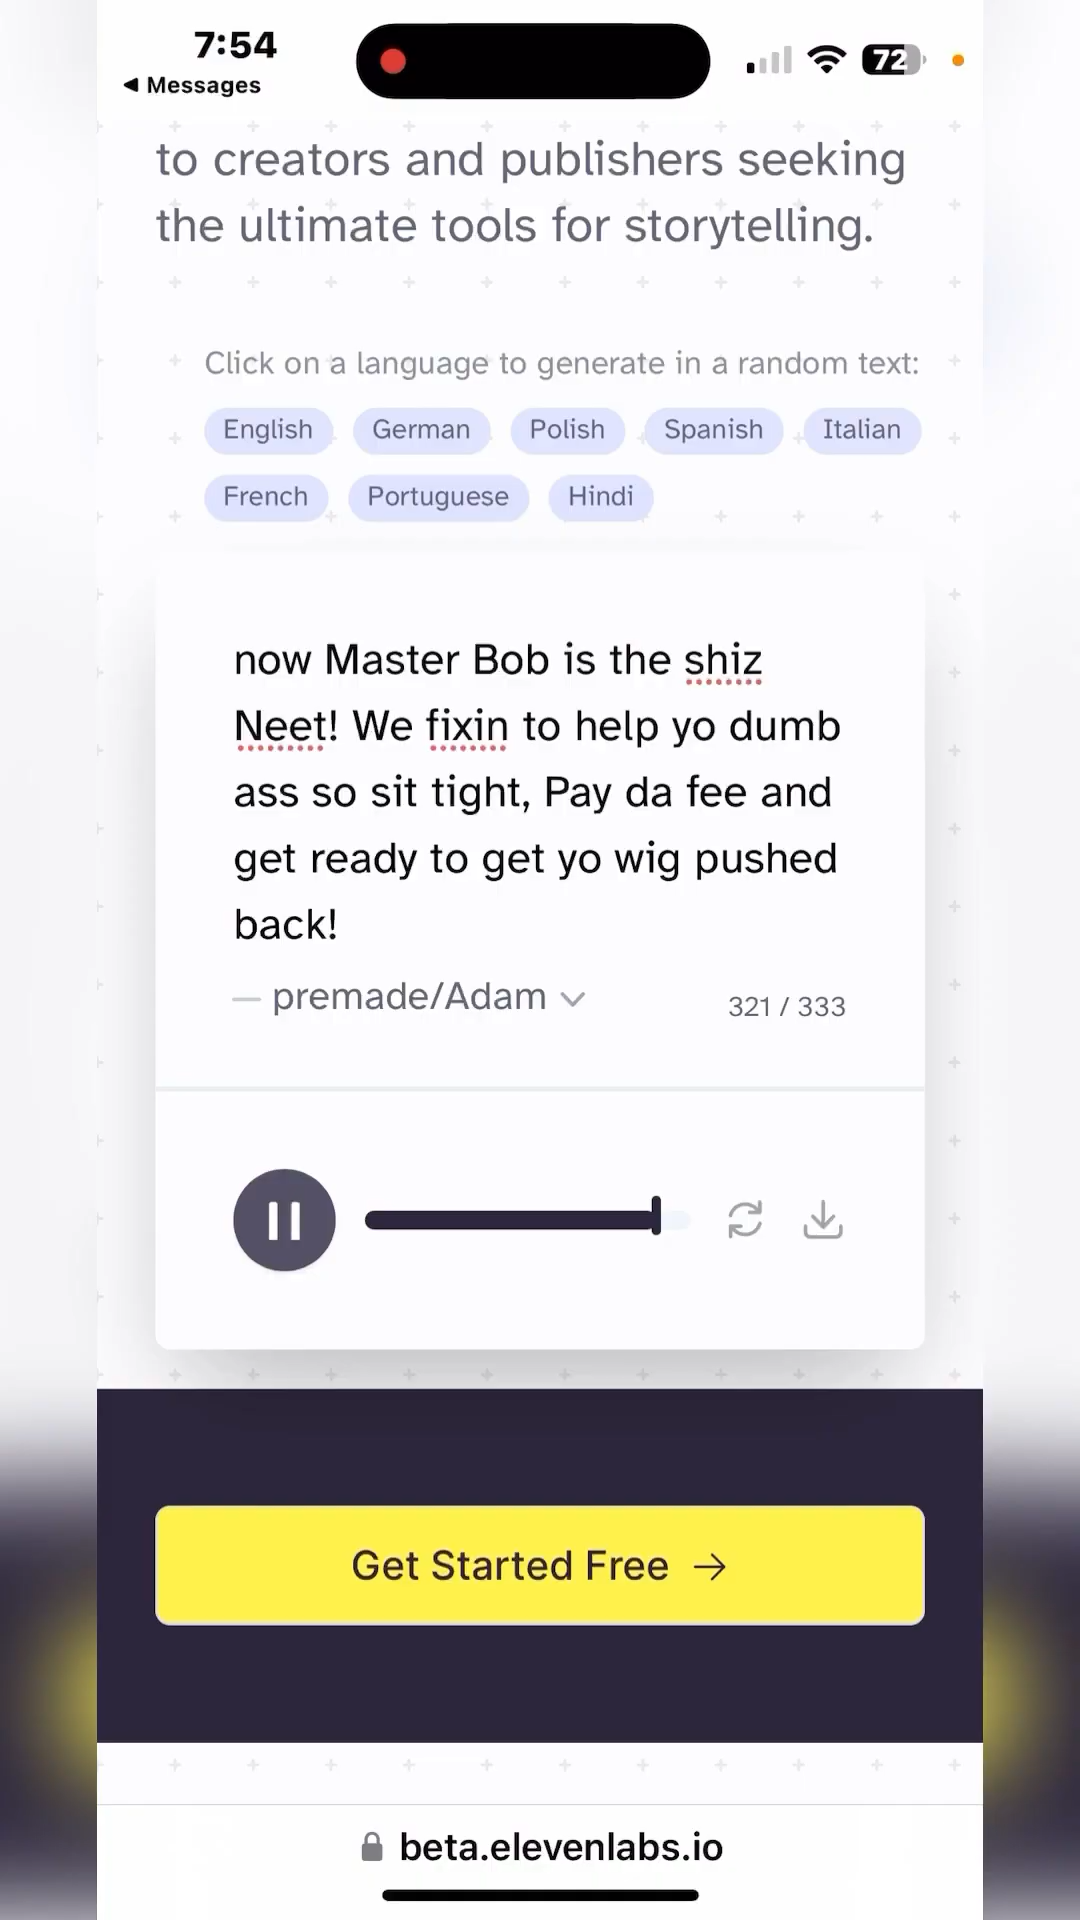 7:54
72
◀ Messages
to creators and publishers seeking
the ultimate tools for storytelling.
Click on a language to generate in a random text:
English German Polish Spanish Italian
French Portuguese Hindi
now Master Bob is the shiz
Neet! We fixin to help yo dumb
ass so sit tight, Pay da fee and
get ready to get yo wig pushed
back!
— premade/Adam
321 / 333
Get Started Free →
beta.elevenlabs.io